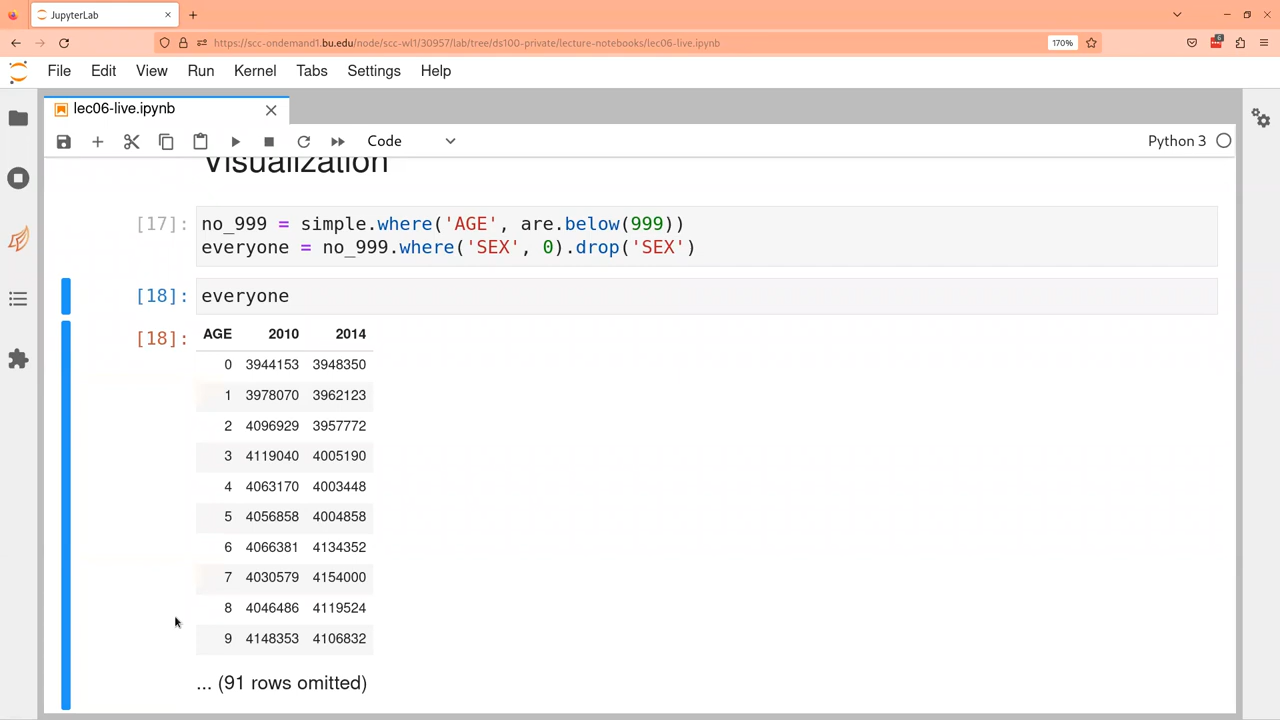 JupyterLab
https://scc-ondemand1.bu.edu/node/scc-wl1/30957/lab/tree/ds100-private/lecture-notebooks/lec06-live.ipynb
170%
6
File Edit View Run Kernel Tabs Settings Help
lec06-live.ipynb
Code
Python 3
Visualization
[17]: no_999 = simple.where('AGE', are.below(999))
everyone = no_999.where('SEX', 0).drop('SEX')
[18]: everyone
[18]: AGE 2010 2014
0 3944153 3948350
1 3978070 3962123
2 4096929 3957772
3 4119040 4005190
4 4063170 4003448
5 4056858 4004858
6 4066381 4134352
7 4030579 4154000
8 4046486 4119524
9 4148353 4106832
... (91 rows omitted)